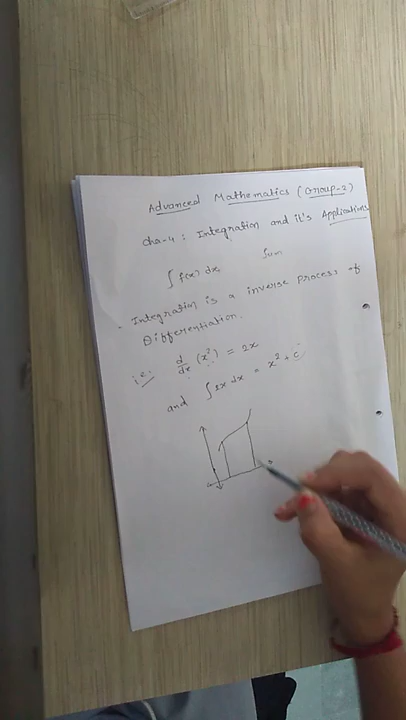 Advanced Mathematics (Group-2)
Cha-4: Integration and it's Applications
∫ f(x) dx ∫um
Integration is a inverse process of
Differentiation.
i.e. d/dx (x²) = 2x
and ∫ 2x dx = x² + c